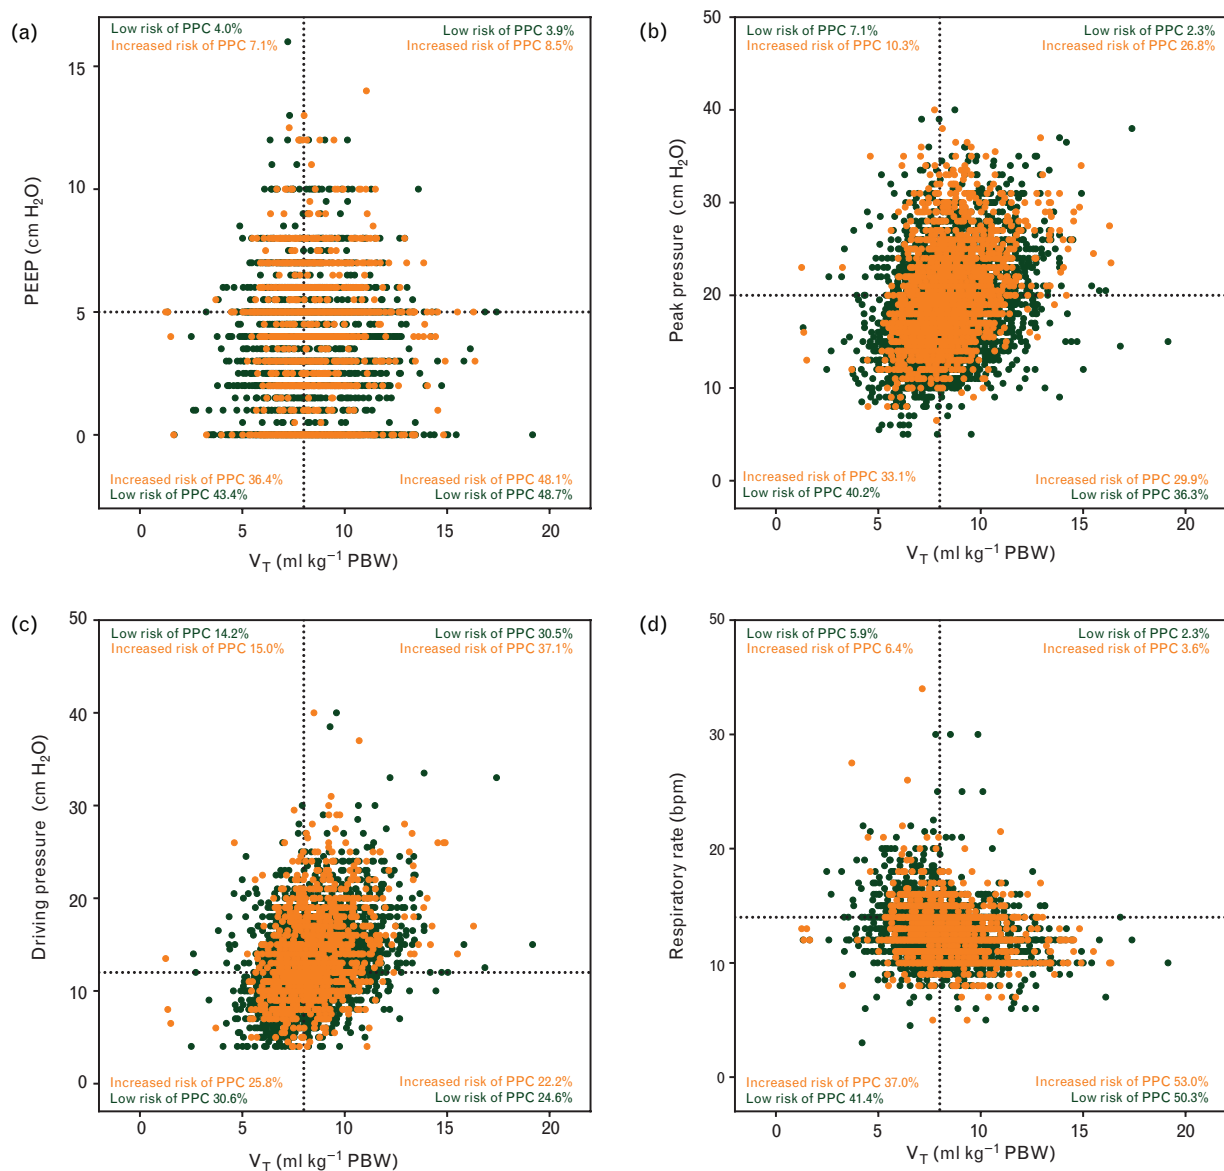 (a)
Low risk of PPC 4.0%
Increased risk of PPC 7.1%
Low risk of PPC 3.9%
Increased risk of PPC 8.5%
15
10
5
0
PEEP (cm H₂O)
Increased risk of PPC 36.4%
Low risk of PPC 43.4%
Increased risk of PPC 48.1%
Low risk of PPC 48.7%
0 5 10 15 20
V_T (ml kg⁻¹ PBW)
(b)
50
Low risk of PPC 7.1%
Increased risk of PPC 10.3%
Low risk of PPC 2.3%
Increased risk of PPC 26.8%
40
30
20
10
0
Peak pressure (cm H₂O)
Increased risk of PPC 33.1%
Low risk of PPC 40.2%
Increased risk of PPC 29.9%
Low risk of PPC 36.3%
0 5 10 15 20
V_T (ml kg⁻¹ PBW)
(c)
50
Low risk of PPC 14.2%
Increased risk of PPC 15.0%
Low risk of PPC 30.5%
Increased risk of PPC 37.1%
40
30
20
10
0
Driving pressure (cm H₂O)
Increased risk of PPC 25.8%
Low risk of PPC 30.6%
Increased risk of PPC 22.2%
Low risk of PPC 24.6%
0 5 10 15 20
V_T (ml kg⁻¹ PBW)
(d)
50
Low risk of PPC 5.9%
Increased risk of PPC 6.4%
Low risk of PPC 2.3%
Increased risk of PPC 3.6%
30
20
10
0
Respiratory rate (bpm)
Increased risk of PPC 37.0%
Low risk of PPC 41.4%
Increased risk of PPC 53.0%
Low risk of PPC 50.3%
0 5 10 15 20
V_T (ml kg⁻¹ PBW)